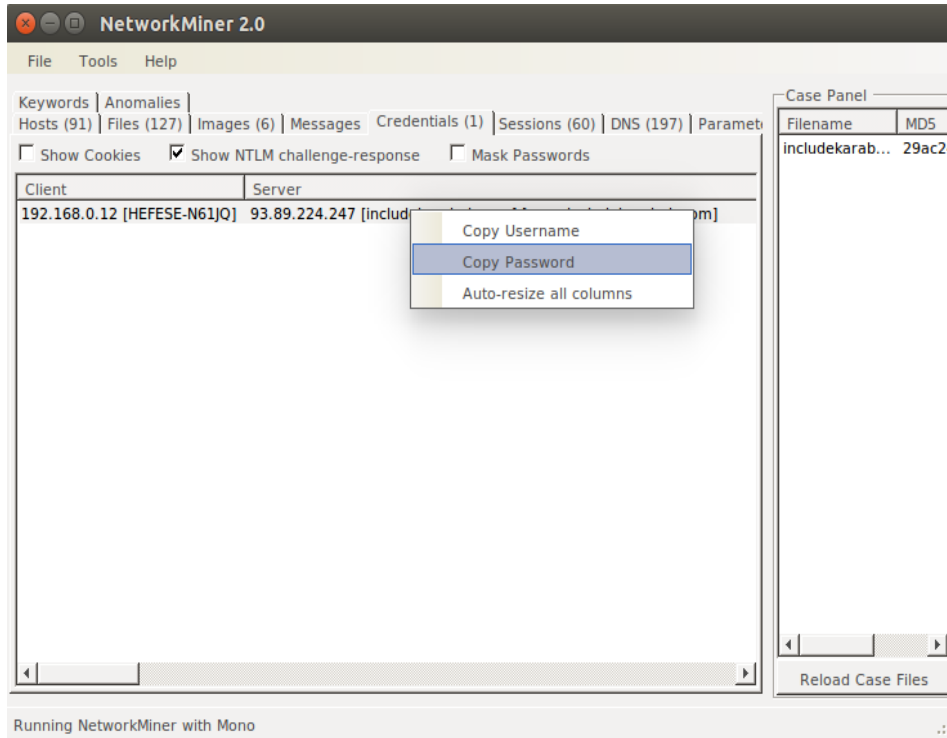 NetworkMiner 2.0
File Tools Help
Keywords Anomalies
Hosts (91) Files (127) Images (6) Messages Credentials (1) Sessions (60) DNS (197) Paramet
Show Cookies Show NTLM challenge-response Mask Passwords
Client Server
192.168.0.12 [HEFESE-N61JQ] 93.89.224.247 [includ om]
Copy Username
Copy Password
Auto-resize all columns
Case Panel
Filename MD5
includekarab... 29ac2
Reload Case Files
Running NetworkMiner with Mono